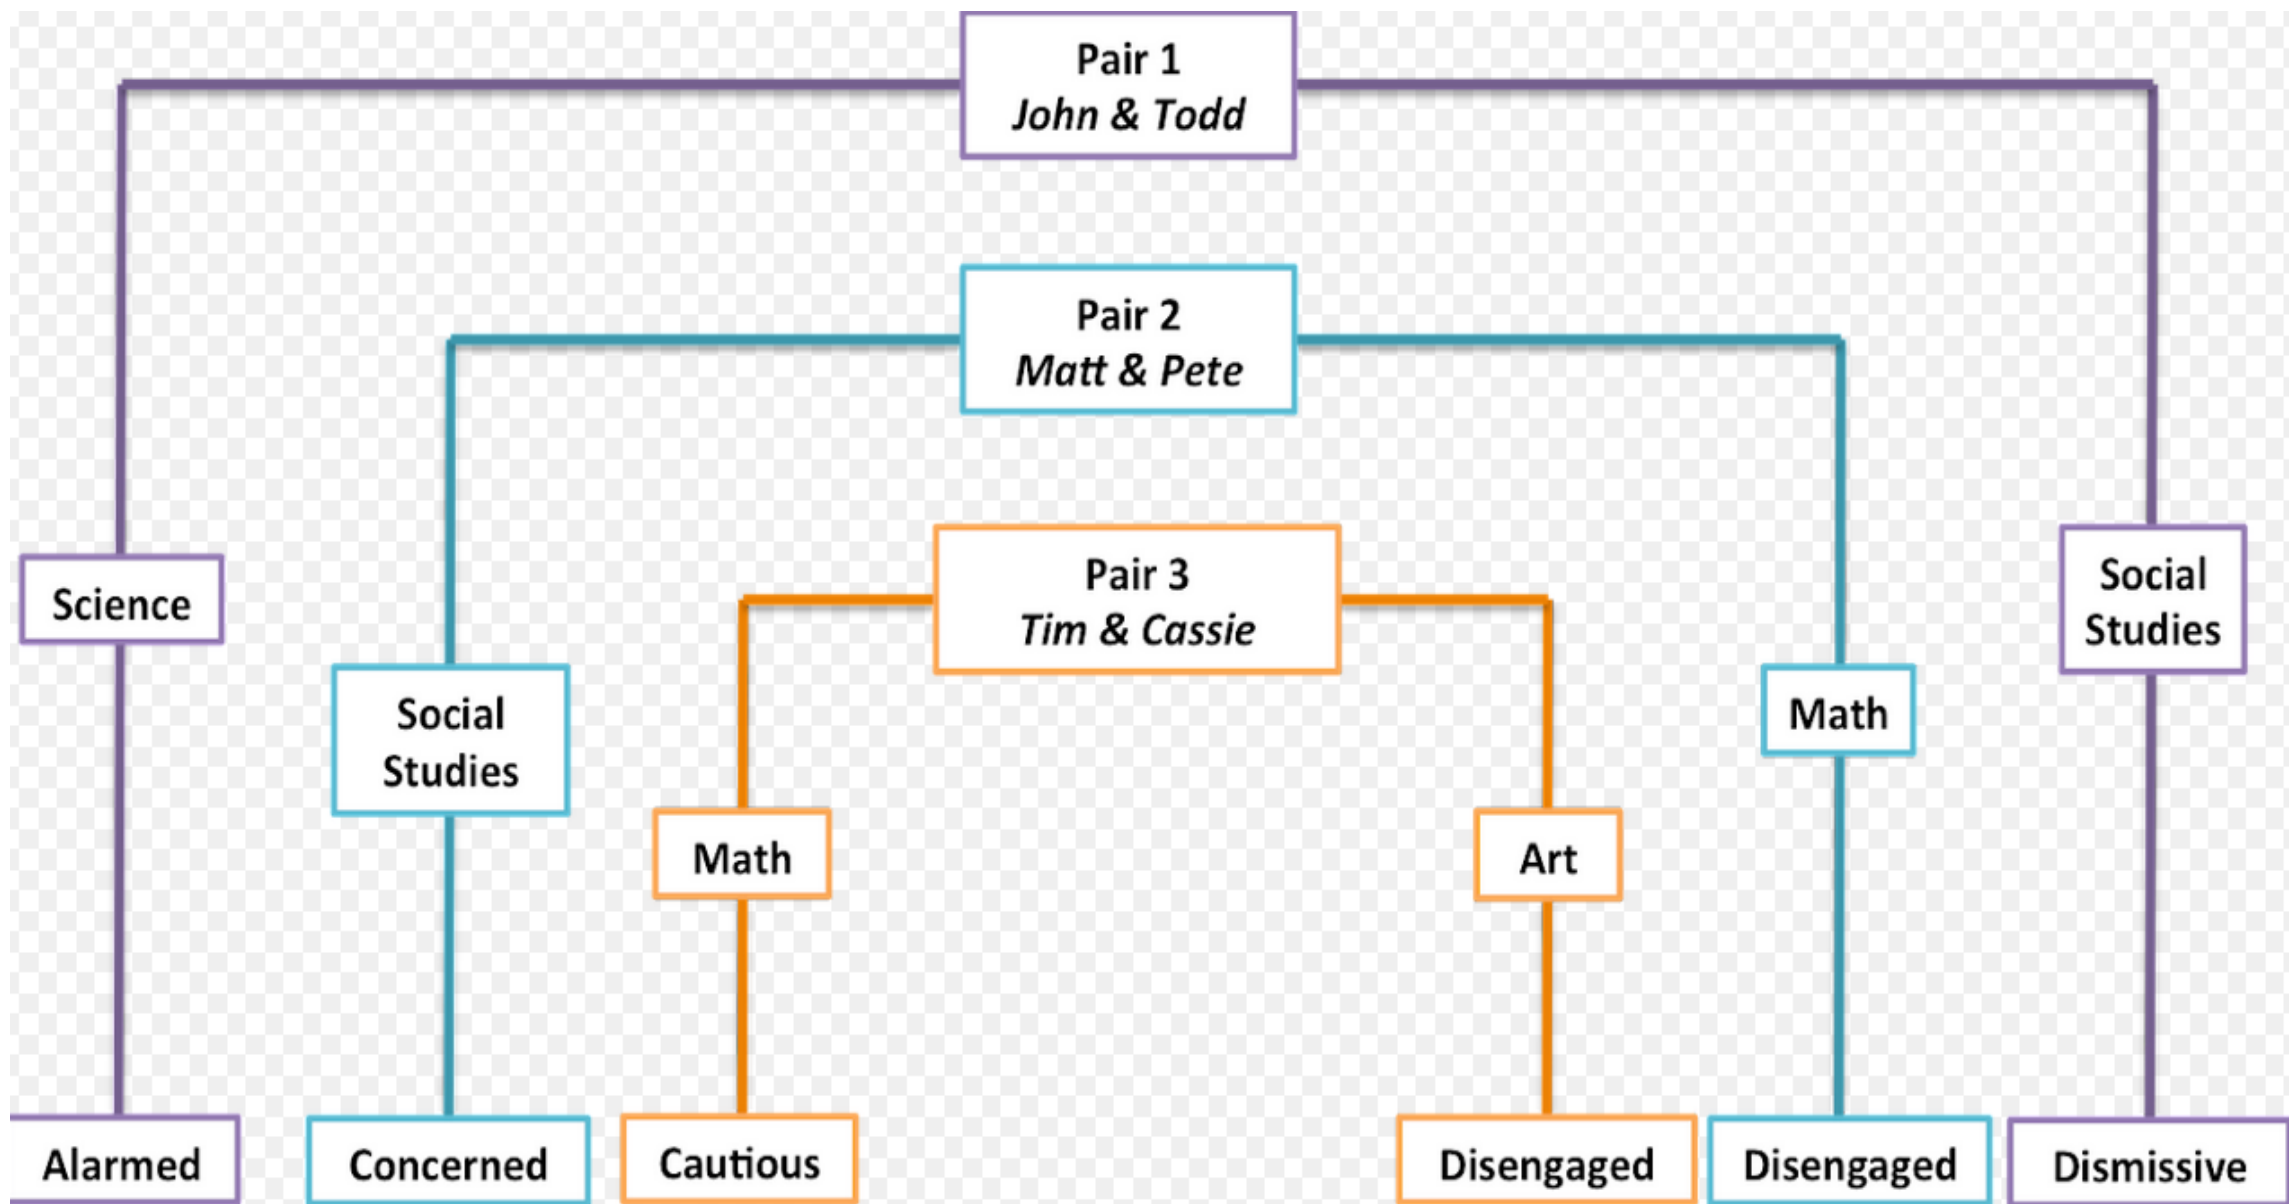 Pair 1
John & Todd
Pair 2
Matt & Pete
Pair 3
Tim & Cassie
Science
Social
Studies
Social
Studies
Math
Math
Art
Alarmed
Concerned
Cautious
Disengaged
Disengaged
Dismissive